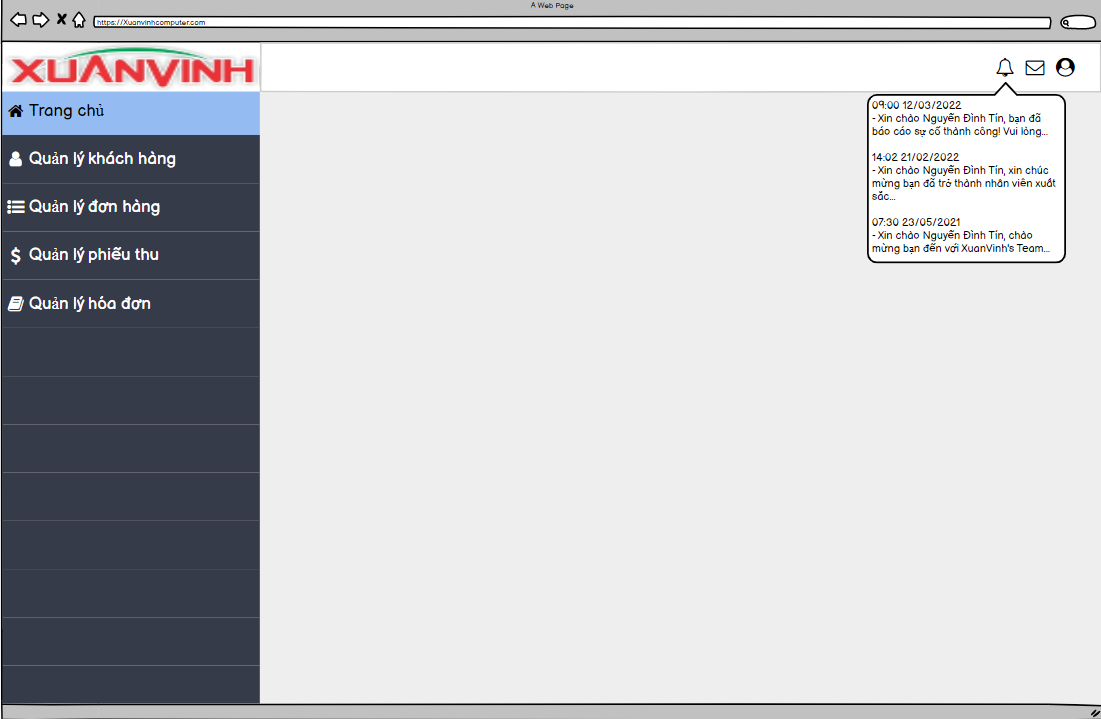 A Web Page
https://Xuanvinhcomputer.com
XUANVINH
Trang chủ
Quản lý khách hàng
Quản lý đơn hàng
Quản lý phiếu thu
Quản lý hóa đơn
09:00 12/03/2022
- Xin chào Nguyễn Đình Tín, bạn đã
báo cáo sự cố thành công! Vui lòng...
14:02 21/02/2022
- Xin chào Nguyễn Đình Tín, xin chúc
mừng bạn đã trở thành nhân viên xuất
sắc...
07:30 23/05/2021
- Xin chào Nguyễn Đình Tín, chào
mừng bạn đến với XuanVinh's Team...